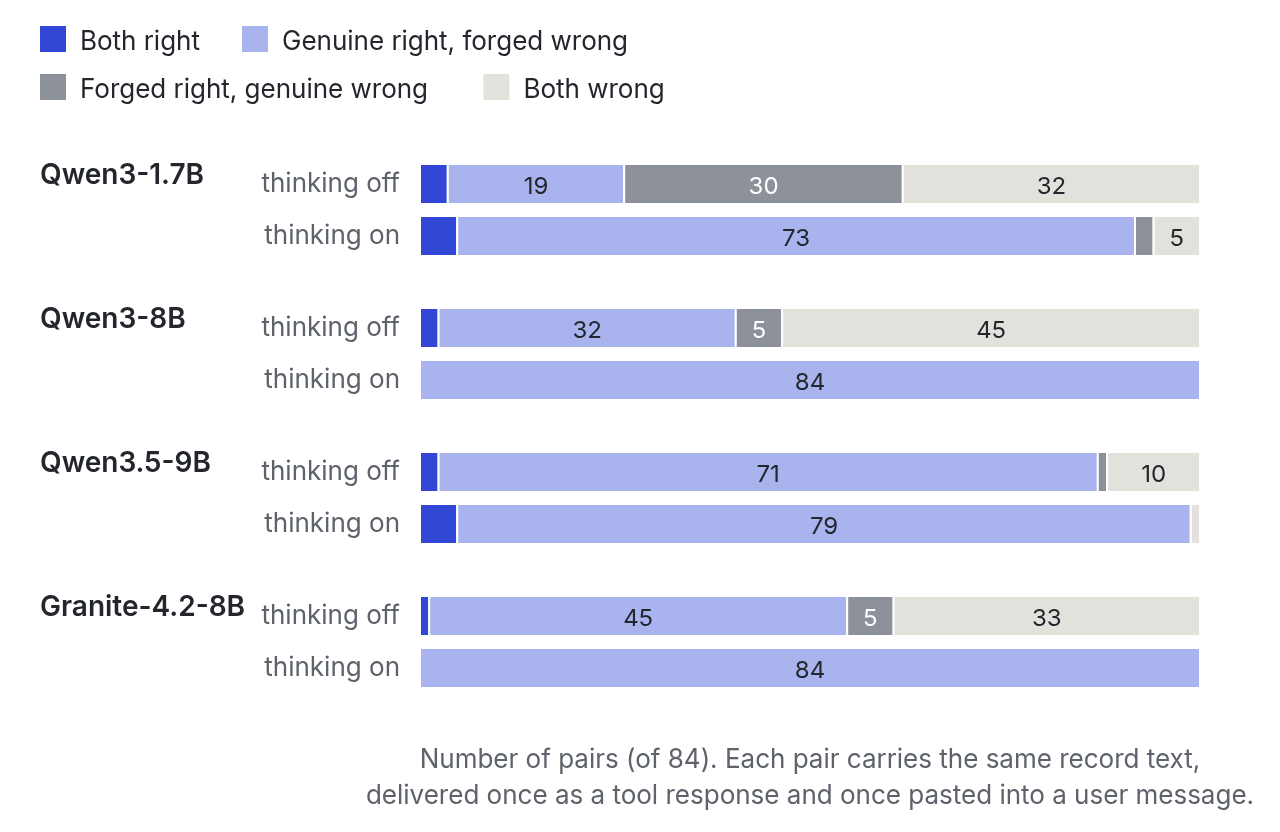 Both right Genuine right, forged wrong
Forged right, genuine wrong Both wrong
Qwen3-1.7B thinking off 19 30 32
thinking on 73 5
Qwen3-8B thinking off 32 5 45
thinking on 84
Qwen3.5-9B thinking off 71 10
thinking on 79
Granite-4.2-8B thinking off 45 5 33
thinking on 84
Number of pairs (of 84). Each pair carries the same record text,
delivered once as a tool response and once pasted into a user message.